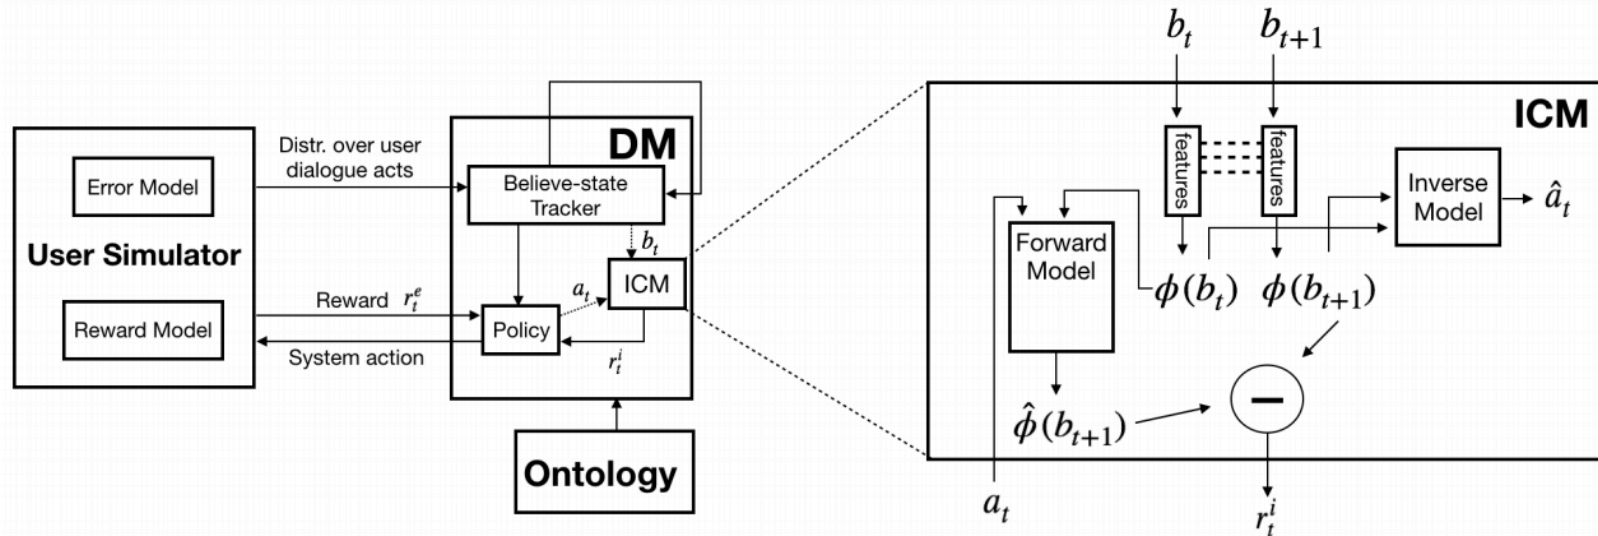 Error Model
User Simulator
Reward Model
Distr. over user
dialogue acts
Reward r_t^e
System action
DM
Believe-state
Tracker
b_t
ICM
a_t
Policy
r_t^i
Ontology
b_t
b_{t+1}
ICM
features
features
Inverse
Model
â_t
Forward
Model
ϕ(b_t)
ϕ(b_{t+1})
−
ϕ̂(b_{t+1})
a_t
r_t^i